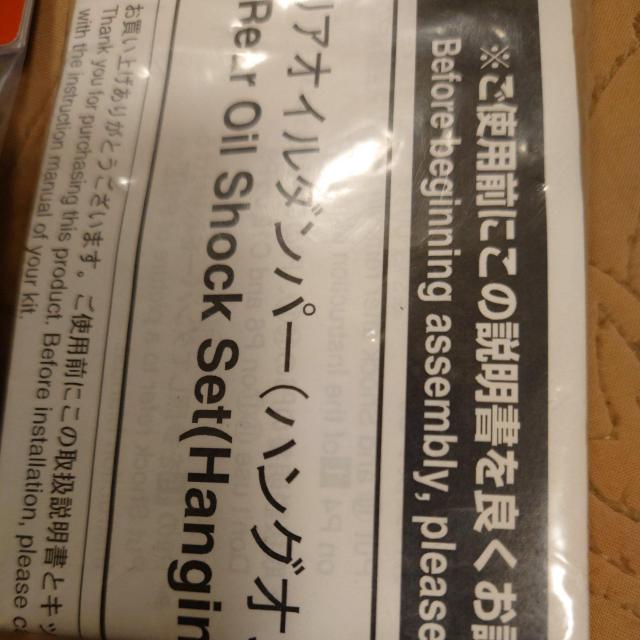 ※ご使用前にこの説明書を良くお
Before beginning assembly, please
リアオイルダンパー(ハングオ
Rear Oil Shock Set(Hangin
お買い上げありがとうございます。ご使用前にこの取扱説明書とキッ
Thank you for purchasing this product. Before installation, please
with the instruction manual of your kit.